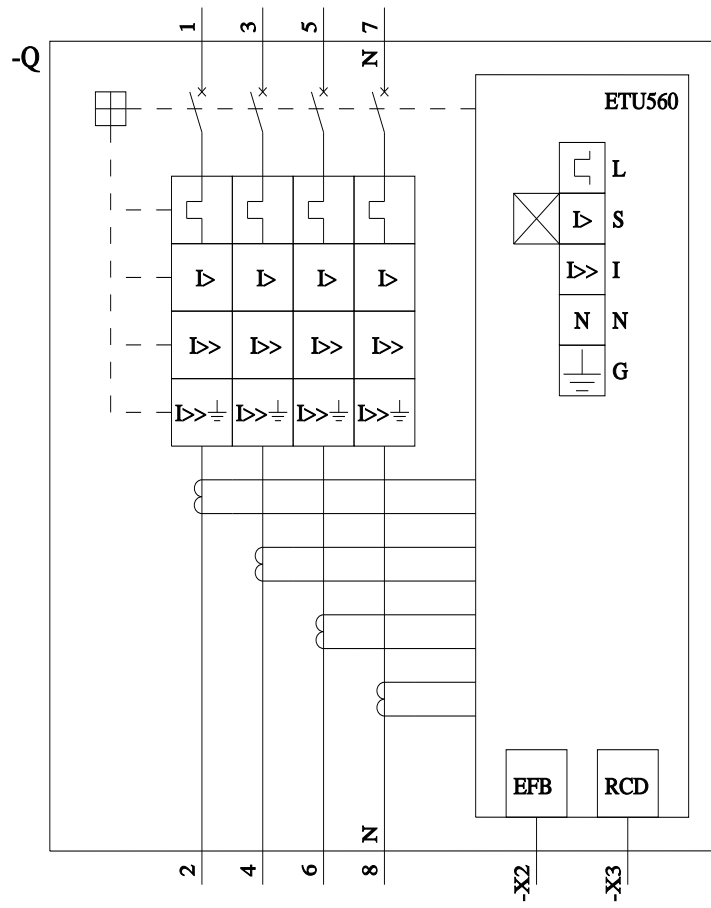 1 3 5 7
N
-Q
ETU560
L
I> S
I> I> I> I> I>> I
I>> I>> I>> I>> N N
I>> I>> I>> I>> G
EFB RCD
N
2 4 6 8 -X2 -X3